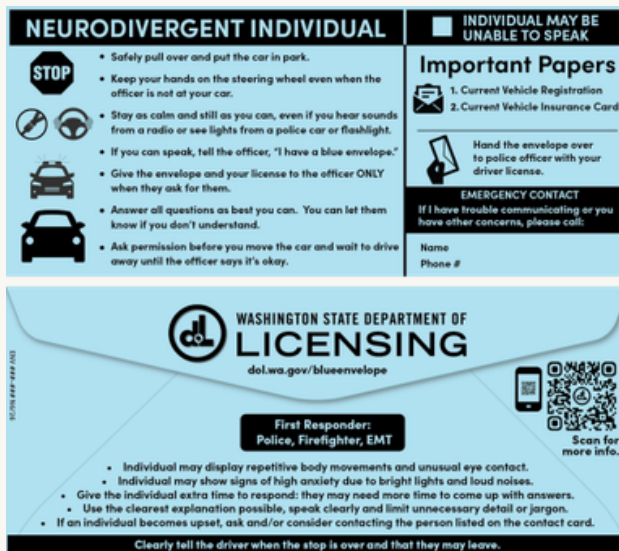 NEURODIVERGENT INDIVIDUAL
STOP
• Safely pull over and put the car in park.
• Keep your hands on the steering wheel even when the
officer is not at your car.
• Stay as calm and still as you can, even if you hear sounds
from a radio or see lights from a police car or flashlight.
• If you can speak, tell the officer, "I have a blue envelope."
• Give the envelope and your license to the officer ONLY
when they ask for them.
• Answer all questions as best you can. You can let them
know if you don't understand.
• Ask permission before you move the car and wait to drive
away until the officer says it's okay.
INDIVIDUAL MAY BE
UNABLE TO SPEAK
Important Papers
1. Current Vehicle Registration
2. Current Vehicle Insurance Card
Hand the envelope over
to police officer with your
driver license.
EMERGENCY CONTACT
If I have trouble communicating or you
have other concerns, please call:
Name
Phone #
WASHINGTON STATE DEPARTMENT OF
LICENSING
dol.wa.gov/blueenvelope
Scan for
more info.
First Responder:
Police, Firefighter, EMT
• Individual may display repetitive body movements and unusual eye contact.
• Individual may show signs of high anxiety due to bright lights and loud noises.
• Give the individual extra time to respond: they may need more time to come up with answers.
• Use the clearest explanation possible, speak clearly and limit unnecessary detail or jargon.
• If an individual becomes upset, ask and/or consider contacting the person listed on the contact card.
Clearly tell the driver when the stop is over and that they may leave.